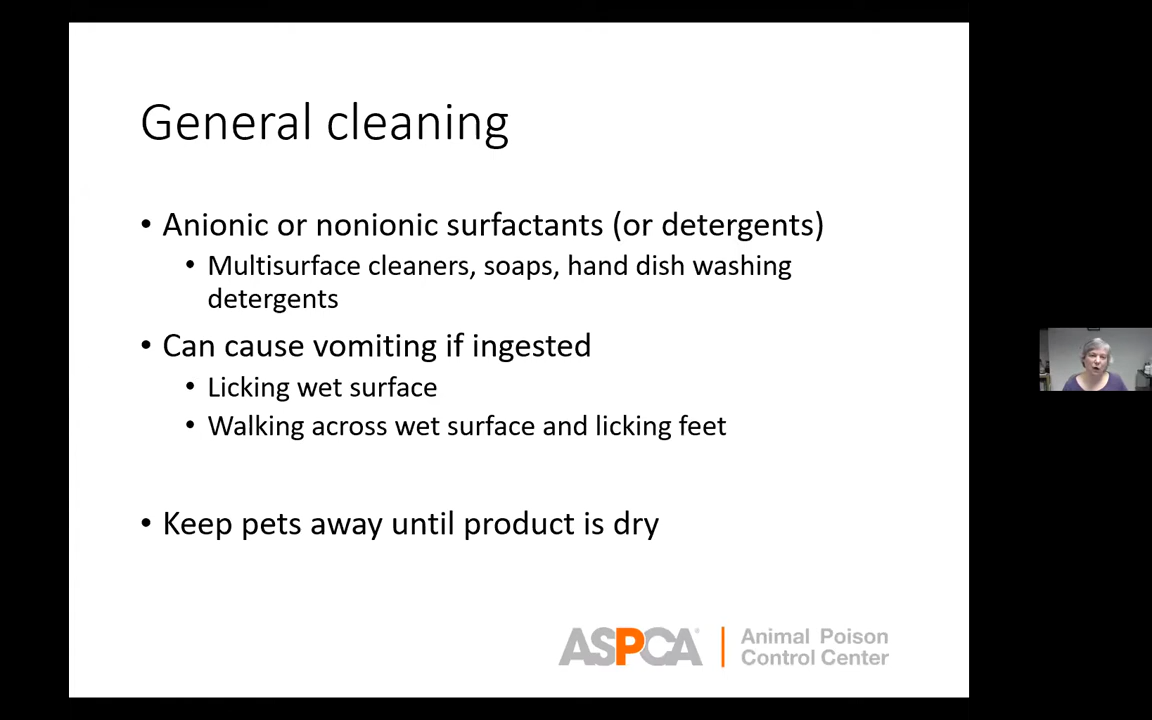 General cleaning
• Anionic or nonionic surfactants (or detergents)
• Multisurface cleaners, soaps, hand dish washing
detergents
• Can cause vomiting if ingested
• Licking wet surface
• Walking across wet surface and licking feet
• Keep pets away until product is dry
ASPCA® | Animal Poison
Control Center